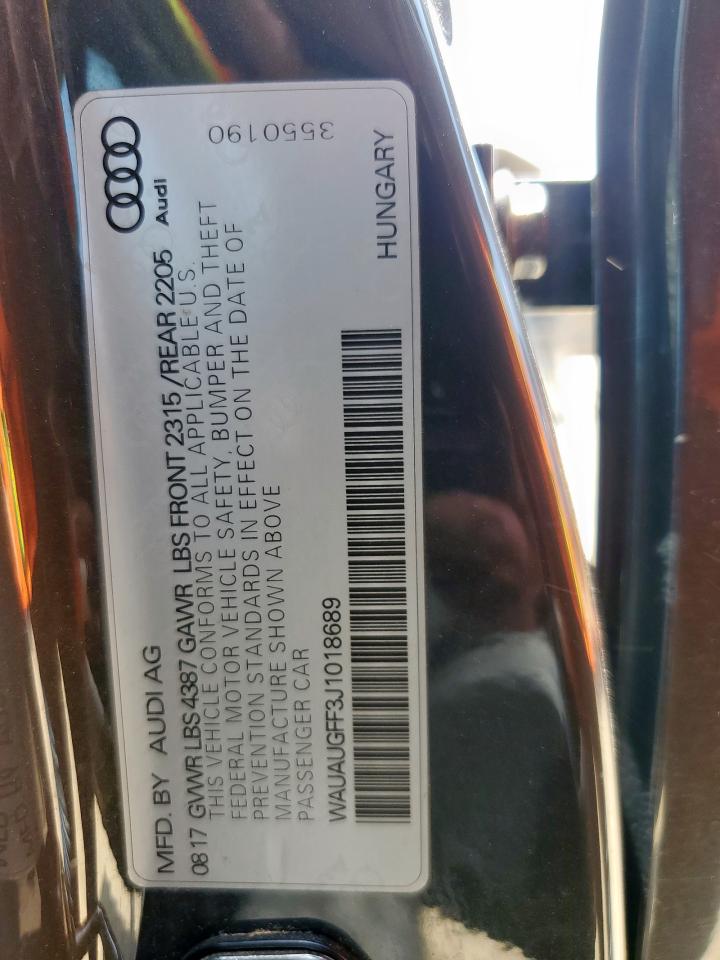 MFD. BY AUDI AG
0817 GVWR LBS 4387 GAWR LBS FRONT 2315 /REAR 2205 Audi
THIS VEHICLE CONFORMS TO ALL APPLICABLE U.S.
FEDERAL MOTOR VEHICLE SAFETY, BUMPER AND THEFT
PREVENTION STANDARDS IN EFFECT ON THE DATE OF
MANUFACTURE SHOWN ABOVE
PASSENGER CAR
WAUAUGFF3J1018689
HUNGARY
3550190